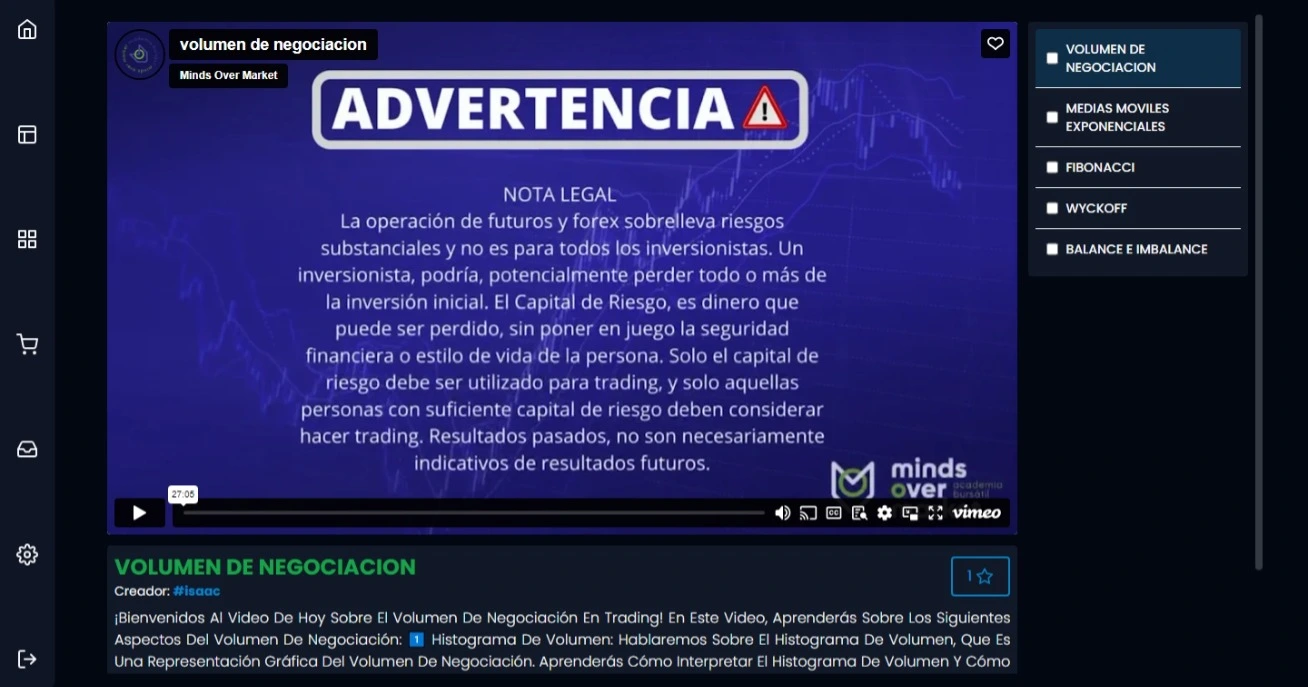 volumen de negociacion
Minds Over Market
ADVERTENCIA
NOTA LEGAL
La operación de futuros y forex sobrelleva riesgos
substanciales y no es para todos los inversionistas. Un
inversionista, podría, potencialmente perder todo o más de
la inversión inicial. El Capital de Riesgo, es dinero que
puede ser perdido, sin poner en juego la seguridad
financiera o estilo de vida de la persona. Solo el capital de
riesgo debe ser utilizado para trading, y solo aquellas
personas con suficiente capital de riesgo deben considerar
hacer trading. Resultados pasados, no son necesariamente
indicativos de resultados futuros.
minds
over academia
bursátil
27:05
CC
vimeo
VOLUMEN DE NEGOCIACION
Creador: #isaac
1
¡Bienvenidos Al Video De Hoy Sobre El Volumen De Negociación En Trading! En Este Video, Aprenderás Sobre Los Siguientes
Aspectos Del Volumen De Negociación: 1 Histograma De Volumen: Hablaremos Sobre El Histograma De Volumen, Que Es
Una Representación Gráfica Del Volumen De Negociación. Aprenderás Cómo Interpretar El Histograma De Volumen Y Cómo
VOLUMEN DE
NEGOCIACION
MEDIAS MOVILES
EXPONENCIALES
FIBONACCI
WYCKOFF
BALANCE E IMBALANCE